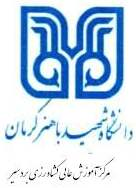 دانشگاه شهید باهنر کرمان
مرکز آموزش عالی کشاورزی بردسیر